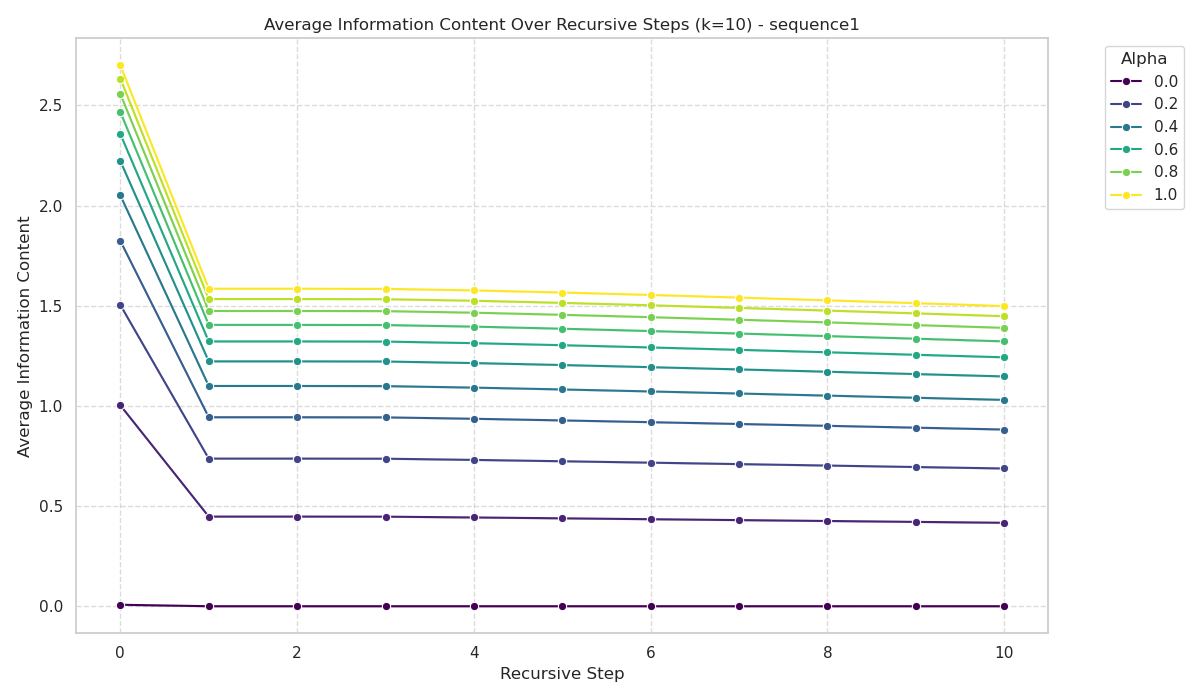 Average Information Content Over Recursive Steps (k=10) - sequence1
Alpha
0.0
0.2
0.4
0.6
0.8
1.0
Average Information Content
2.5
2.0
1.5
1.0
0.5
0.0
0 2 4 6 8 10
Recursive Step